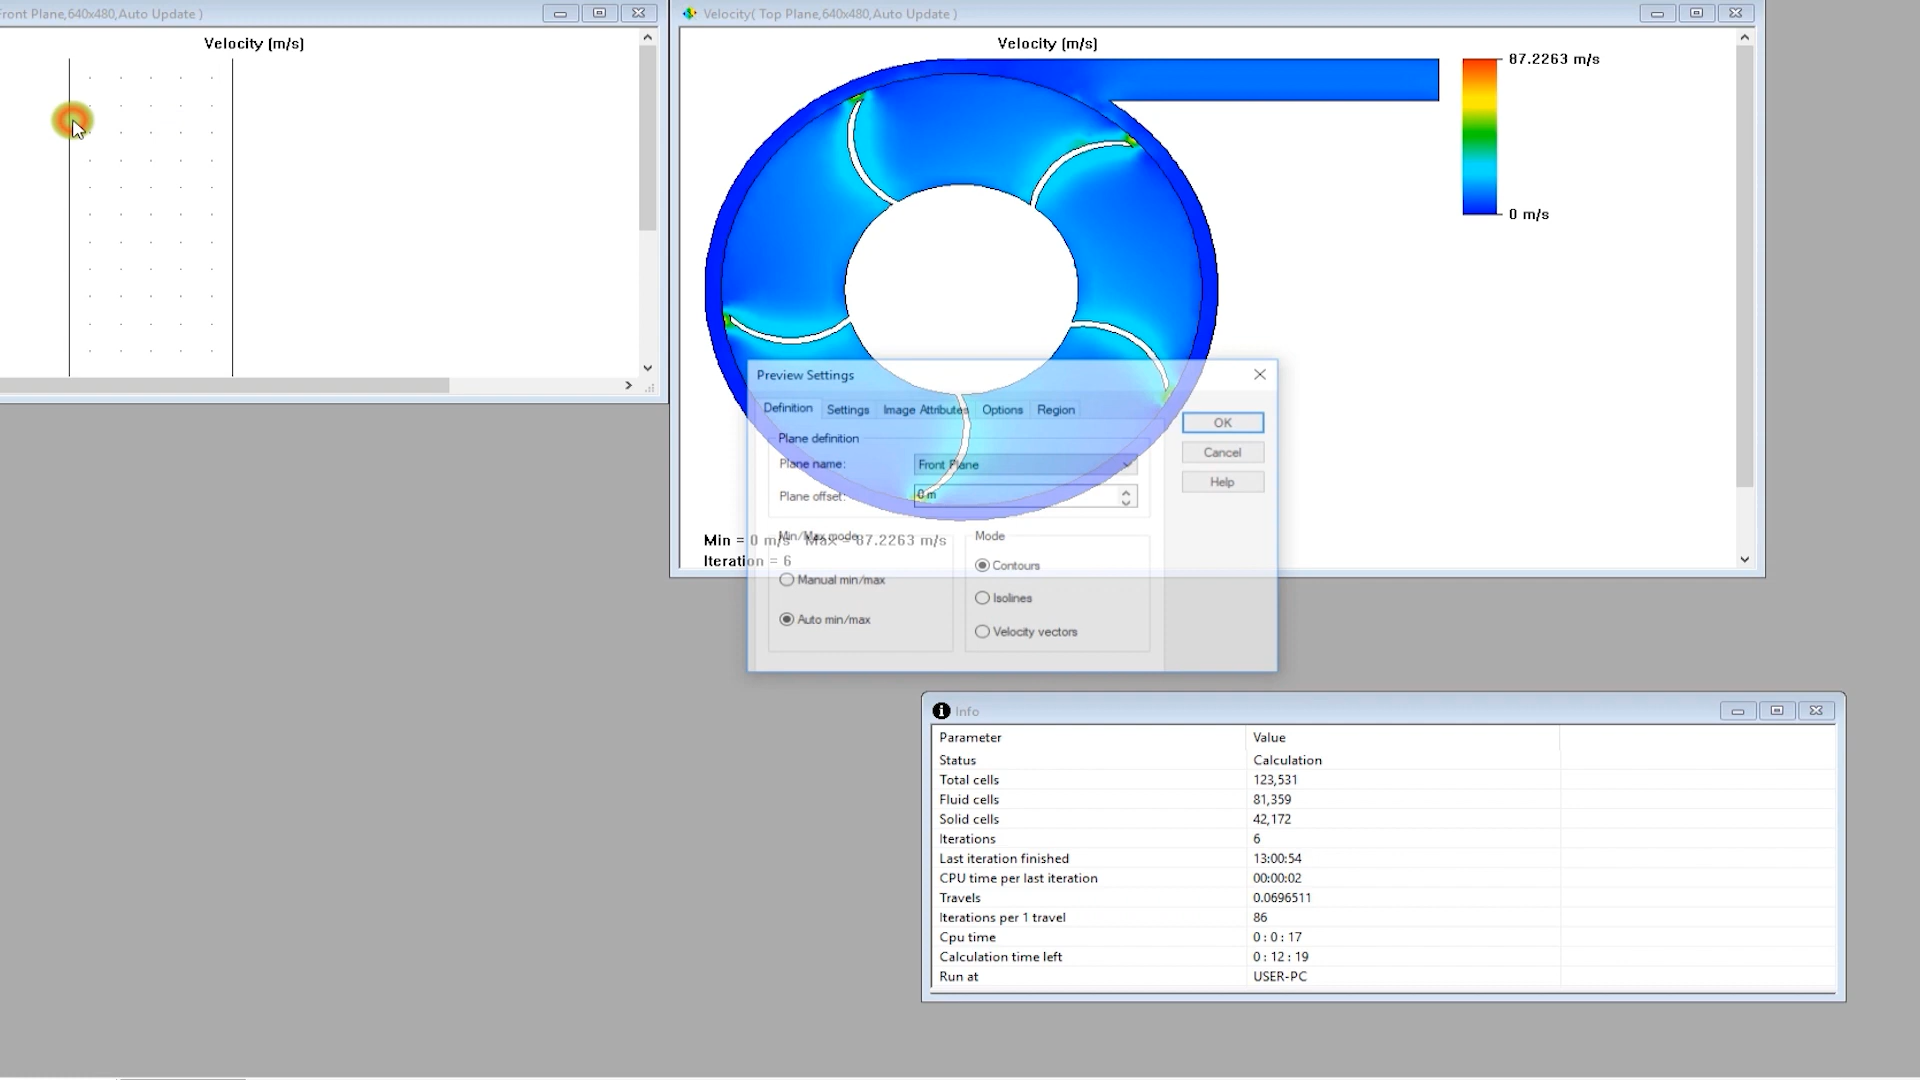 Front Plane,640x480,Auto Update )
Velocity (m/s)
Velocity( Top Plane,640x480,Auto Update )
Velocity (m/s)
87.2263 m/s
0 m/s
Preview Settings
Definition Settings Image Attributes Options Region
OK
Plane definition
Cancel
Plane name: Front Plane
Help
Plane offset: 0 m
Min = 0 m/s Max = 87.2263 m/s
Min/Max mode
Mode
Iteration = 6
Contours
Manual min/max
Isolines
Auto min/max
Velocity vectors
Info
Parameter Value
Status Calculation
Total cells 123,531
Fluid cells 81,359
Solid cells 42,172
Iterations 6
Last iteration finished 13:00:54
CPU time per last iteration 00:00:02
Travels 0.0696511
Iterations per 1 travel 86
Cpu time 0 : 0 : 17
Calculation time left 0 : 12 : 19
Run at USER-PC